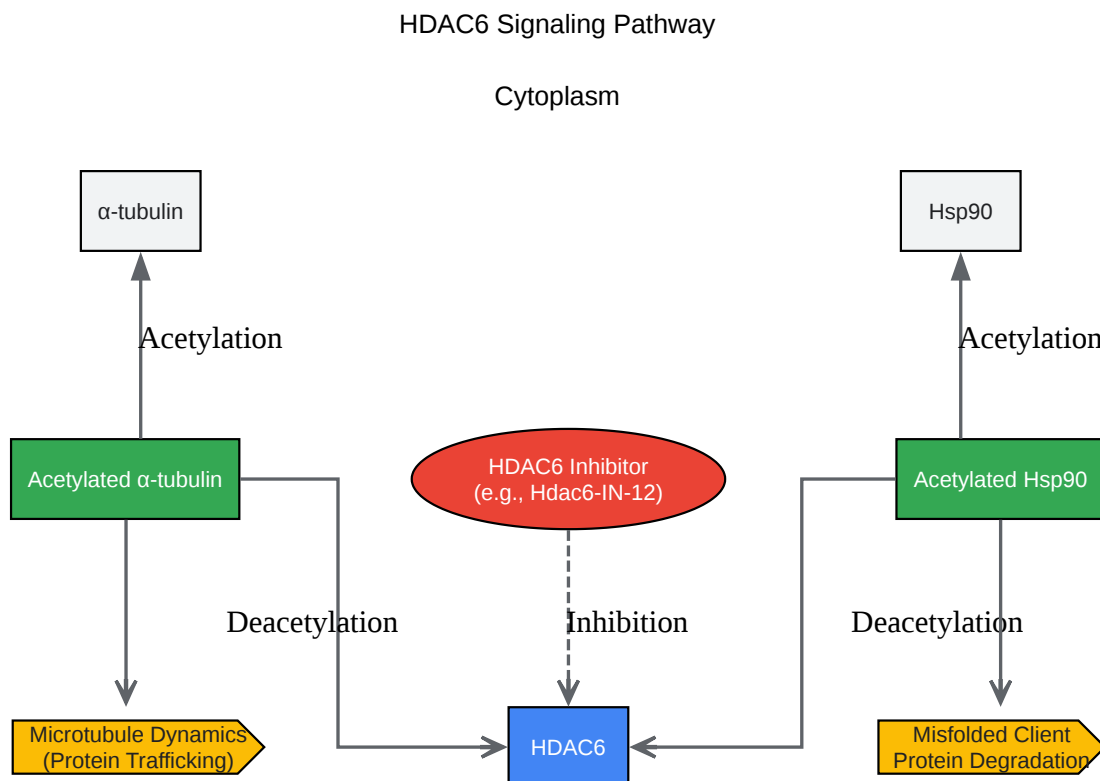 HDAC6 Signaling Pathway
Cytoplasm
α-tubulin
Hsp90
Acetylation
Acetylation
Acetylated α-tubulin
HDAC6 Inhibitor
(e.g., Hdac6-IN-12)
Acetylated Hsp90
Deacetylation
Inhibition
Deacetylation
Microtubule Dynamics
(Protein Trafficking)
HDAC6
Misfolded Client
Protein Degradation